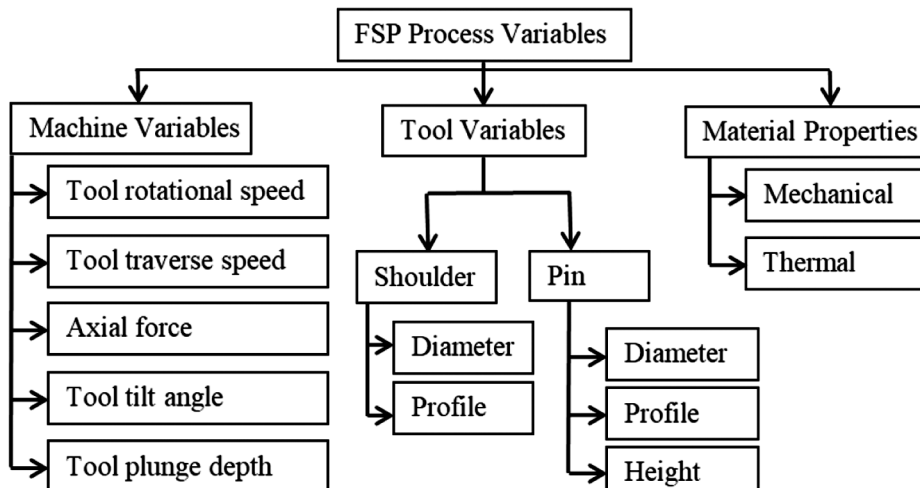 FSP Process Variables
Machine Variables
Tool rotational speed
Tool traverse speed
Axial force
Tool tilt angle
Tool plunge depth
Tool Variables
Shoulder
Diameter
Profile
Pin
Diameter
Profile
Height
Material Properties
Mechanical
Thermal